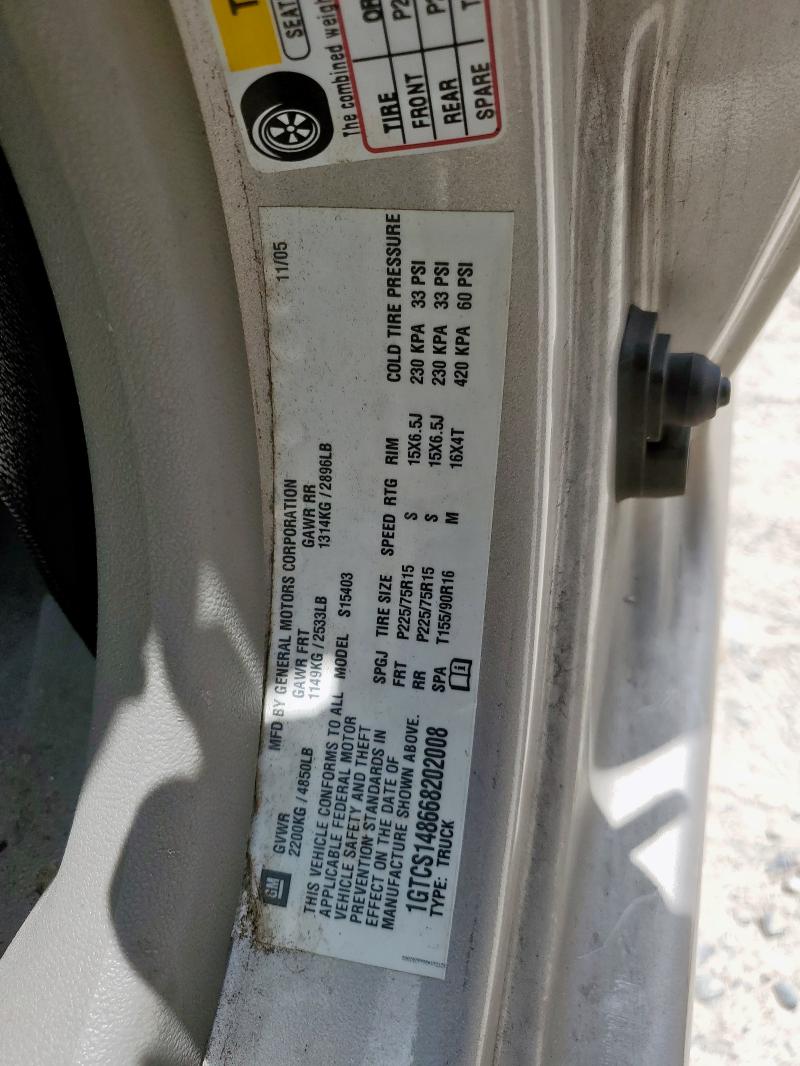 GM
MFD BY GENERAL MOTORS CORPORATION 11/05
GVWR GAWR FRT GAWR RR
2200KG / 4850LB 1149KG / 2533LB 1314KG / 2896LB
THIS VEHICLE CONFORMS TO ALL MODEL S15403
APPLICABLE FEDERAL MOTOR
VEHICLE SAFETY AND THEFT
PREVENTION STANDARDS IN
EFFECT ON THE DATE OF
MANUFACTURE SHOWN ABOVE.
1GTCS148668202008
TYPE: TRUCK
SPGJ TIRE SIZE SPEED RTG RIM COLD TIRE PRESSURE
FRT P225/75R15 S 15X6.5J 230 KPA 33 PSI
RR P225/75R15 S 15X6.5J 230 KPA 33 PSI
SPA T155/90R16 M 16X4T 420 KPA 60 PSI
SEAT
The combined weigh
TIRE OR
FRONT P2
REAR P
SPARE T